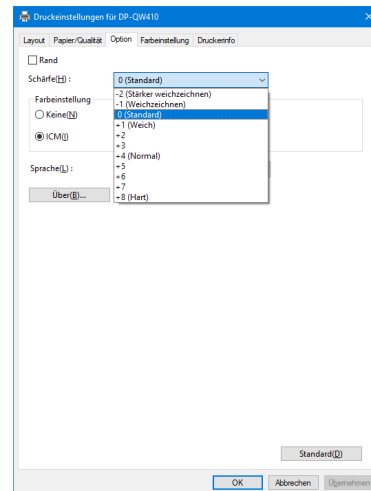 Druckeinstellungen für DP-QW410
Layout Papier/Qualität Option Farbeinstellung Druckerinfo
Rand
Schärfe(H) : 0 (Standard)
-2 (Stärker weichzeichnen)
-1 (Weichzeichnen)
Farbeinstellung 0 (Standard)
Keine(N) +1 (Weich)
+2
ICM(I) +3
+4 (Normal)
Sprache(L) : +5
+6
+7
Über(B)... +8 (Hart)
Standard(D)
OK Abbrechen Übernehmen